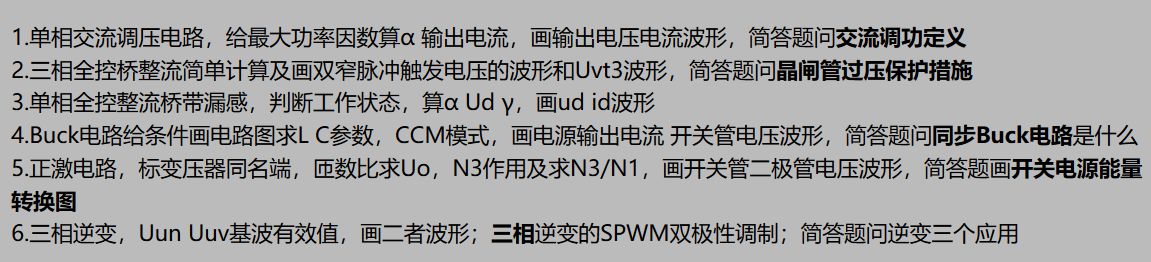 1.单相交流调压电路，给最大功率因数算α 输出电流，画输出电压电流波形，简答题问交流调功定义
2.三相全控桥整流简单计算及画双窄脉冲触发电压的波形和Uvt3波形，简答题问晶闸管过压保护措施
3.单相全控整流桥带漏感，判断工作状态，算α Ud γ，画ud id波形
4.Buck电路给条件画电路图求L C参数，CCM模式，画电源输出电流 开关管电压波形，简答题问同步Buck电路是什么
5.正激电路，标变压器同名端，匝数比求Uo，N3作用及求N3/N1，画开关管二极管电压波形，简答题画开关电源能量
转换图
6.三相逆变，Uun Uuv基波有效值，画二者波形；三相逆变的SPWM双极性调制；简答题问逆变三个应用